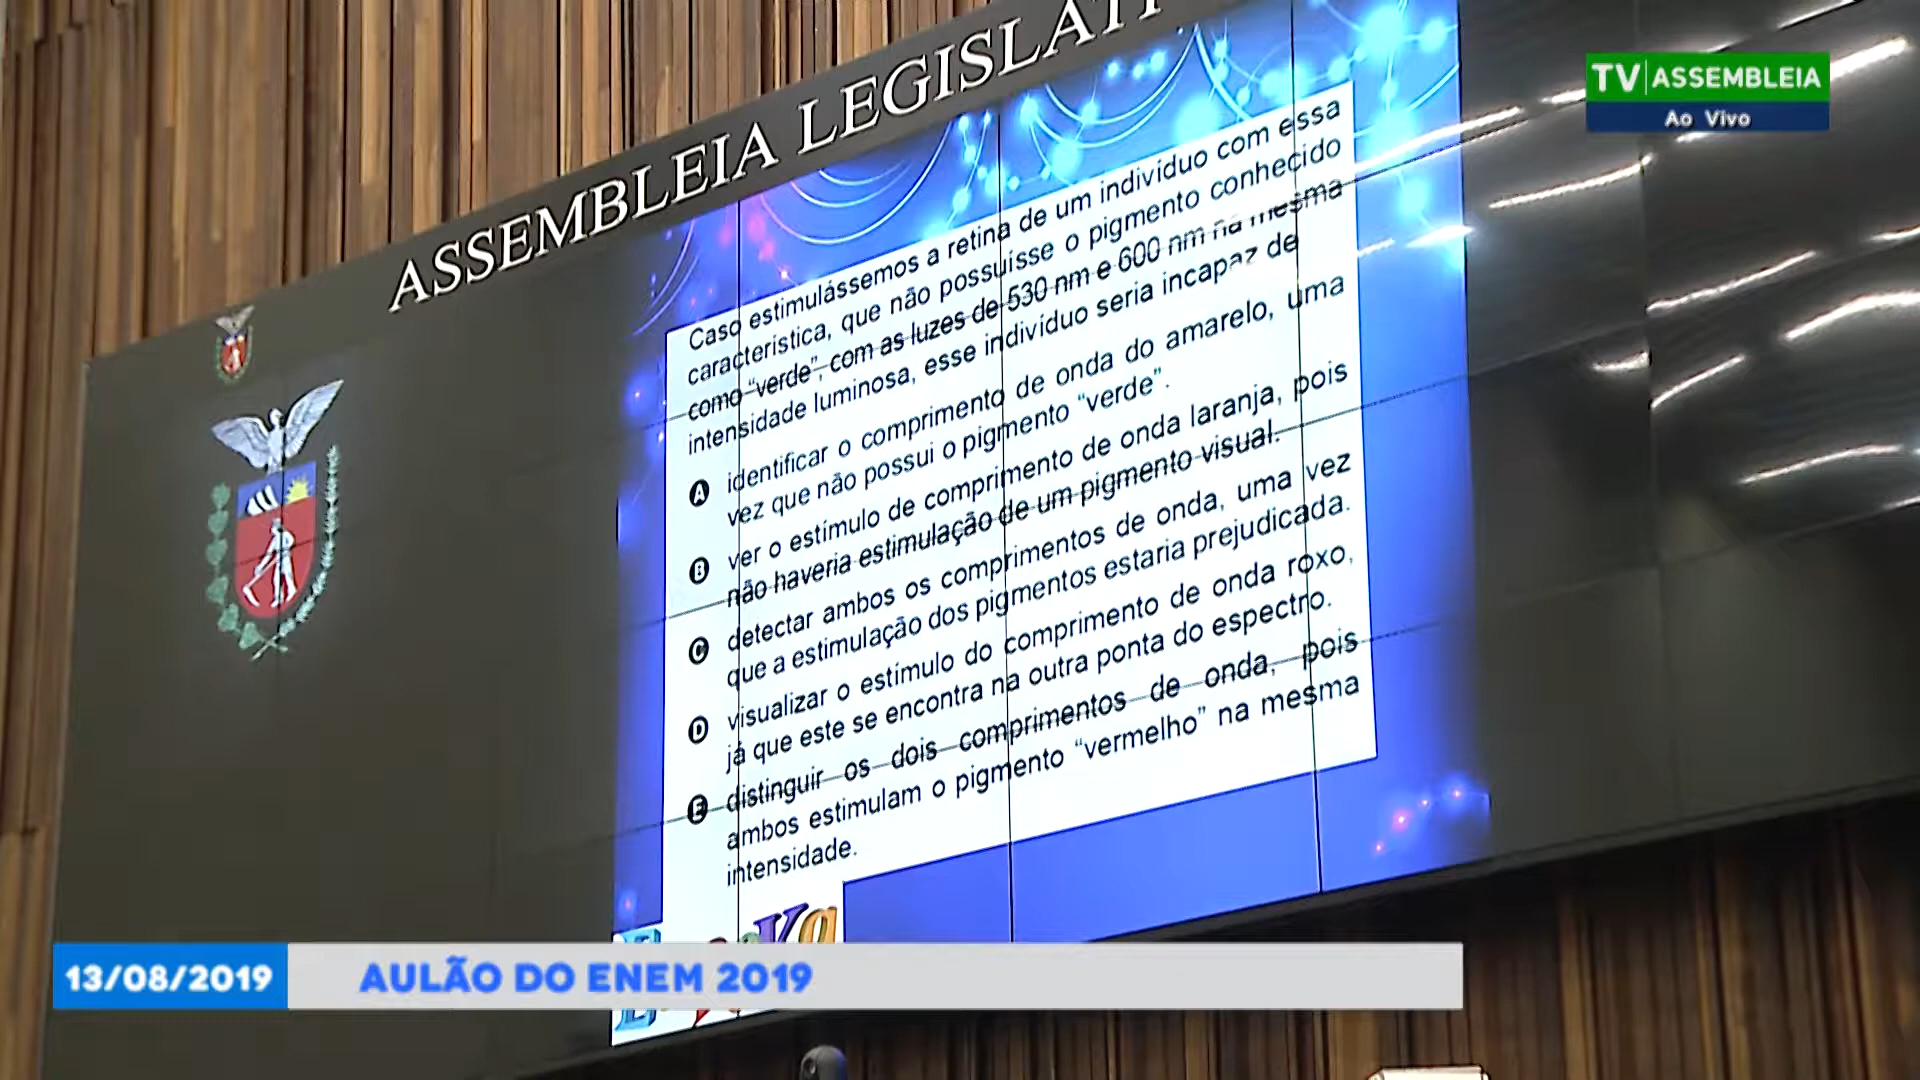 TV ASSEMBLEIA
Ao Vivo
ASSEMBLEIA LEGISLATI
Caso estimulássemos a retina de um indivíduo com essa
característica, que não possuísse o pigmento conhecido
como “verde”, com as luzes de 530 nm e 600 nm na mesma
intensidade luminosa, esse indivíduo seria incapaz de
A identificar o comprimento de onda do amarelo, uma
vez que não possui o pigmento “verde”.
B ver o estímulo de comprimento de onda laranja, pois
não haveria estimulação de um pigmento visual.
C detectar ambos os comprimentos de onda, uma vez
que a estimulação dos pigmentos estaria prejudicada.
D visualizar o estímulo do comprimento de onda roxo,
já que este se encontra na outra ponta do espectro.
E distinguir os dois comprimentos de onda, pois
ambos estimulam o pigmento “vermelho” na mesma
intensidade.
13/08/2019
AULÃO DO ENEM 2019